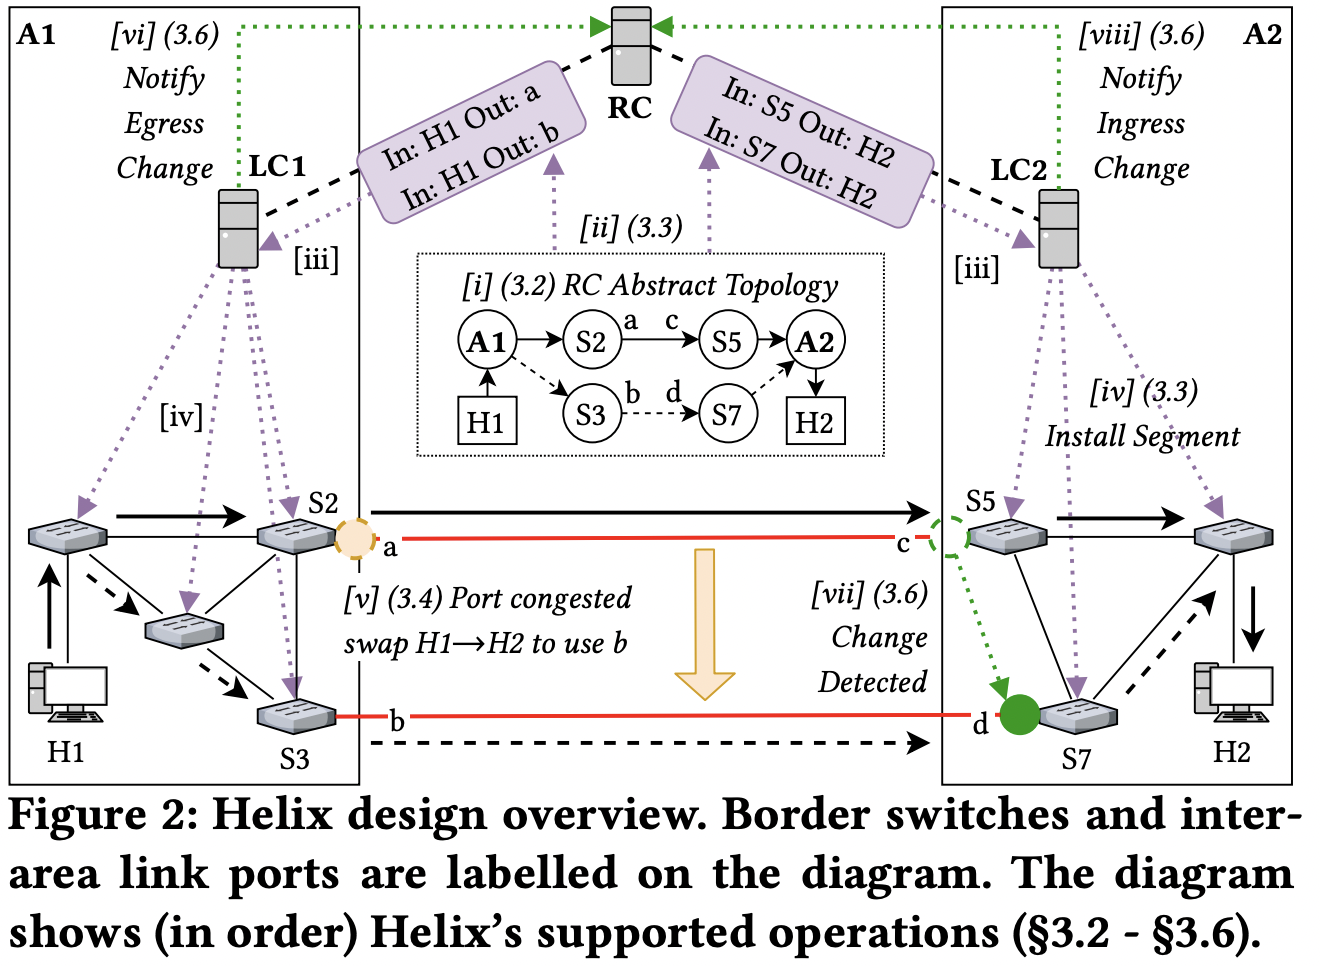 A1
[vi] (3.6)
Notify
Egress
Change
LC1
RC
In: H1 Out: a
In: H1 Out: b
In: S5 Out: H2
In: S7 Out: H2
[viii] (3.6)
Notify
Ingress
Change
A2
LC2
[iii]
[ii] (3.3)
[iii]
[i] (3.2) RC Abstract Topology
A1
S2
a
c
S5
A2
H1
S3
b
d
S7
H2
[iv]
[iv] (3.3)
Install Segment
S2
a
c
S5
[v] (3.4) Port congested
swap H1→H2 to use b
[vii] (3.6)
Change
Detected
b
d
H1
S3
S7
H2
Figure 2: Helix design overview. Border switches and inter-
area link ports are labelled on the diagram. The diagram
shows (in order) Helix’s supported operations (§3.2 - §3.6).